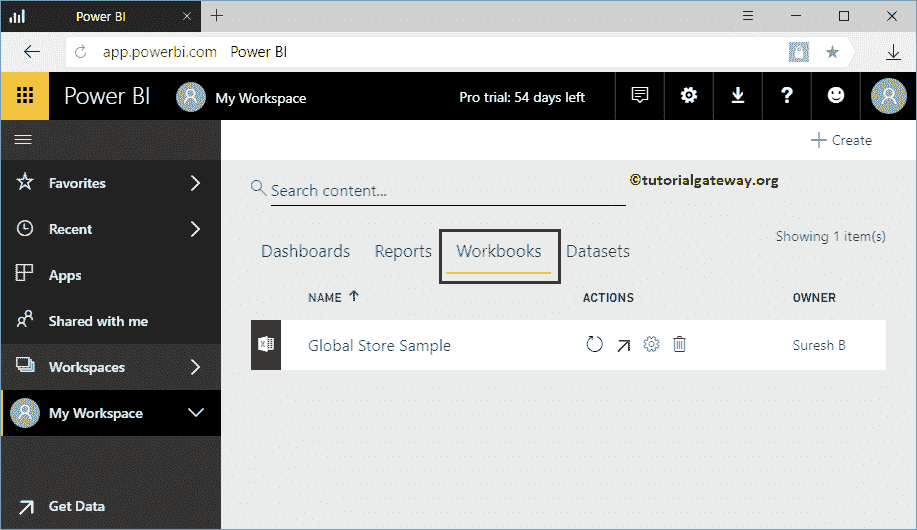 Power BI
app.powerbi.com Power BI
Power BI My Workspace Pro trial: 54 days left
Create
Favorites
Search content...
©tutorialgateway.org
Recent
Dashboards Reports Workbooks Datasets
Showing 1 item(s)
Apps
NAME ACTIONS OWNER
Shared with me
Global Store Sample Suresh B
Workspaces
My Workspace
Get Data